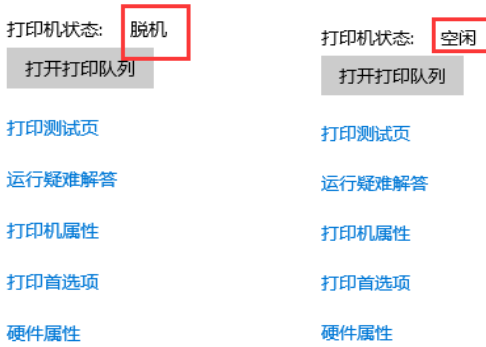 打印机状态: 脱机
打开打印队列
打印测试页
运行疑难解答
打印机属性
打印首选项
硬件属性
打印机状态: 空闲
打开打印队列
打印测试页
运行疑难解答
打印机属性
打印首选项
硬件属性